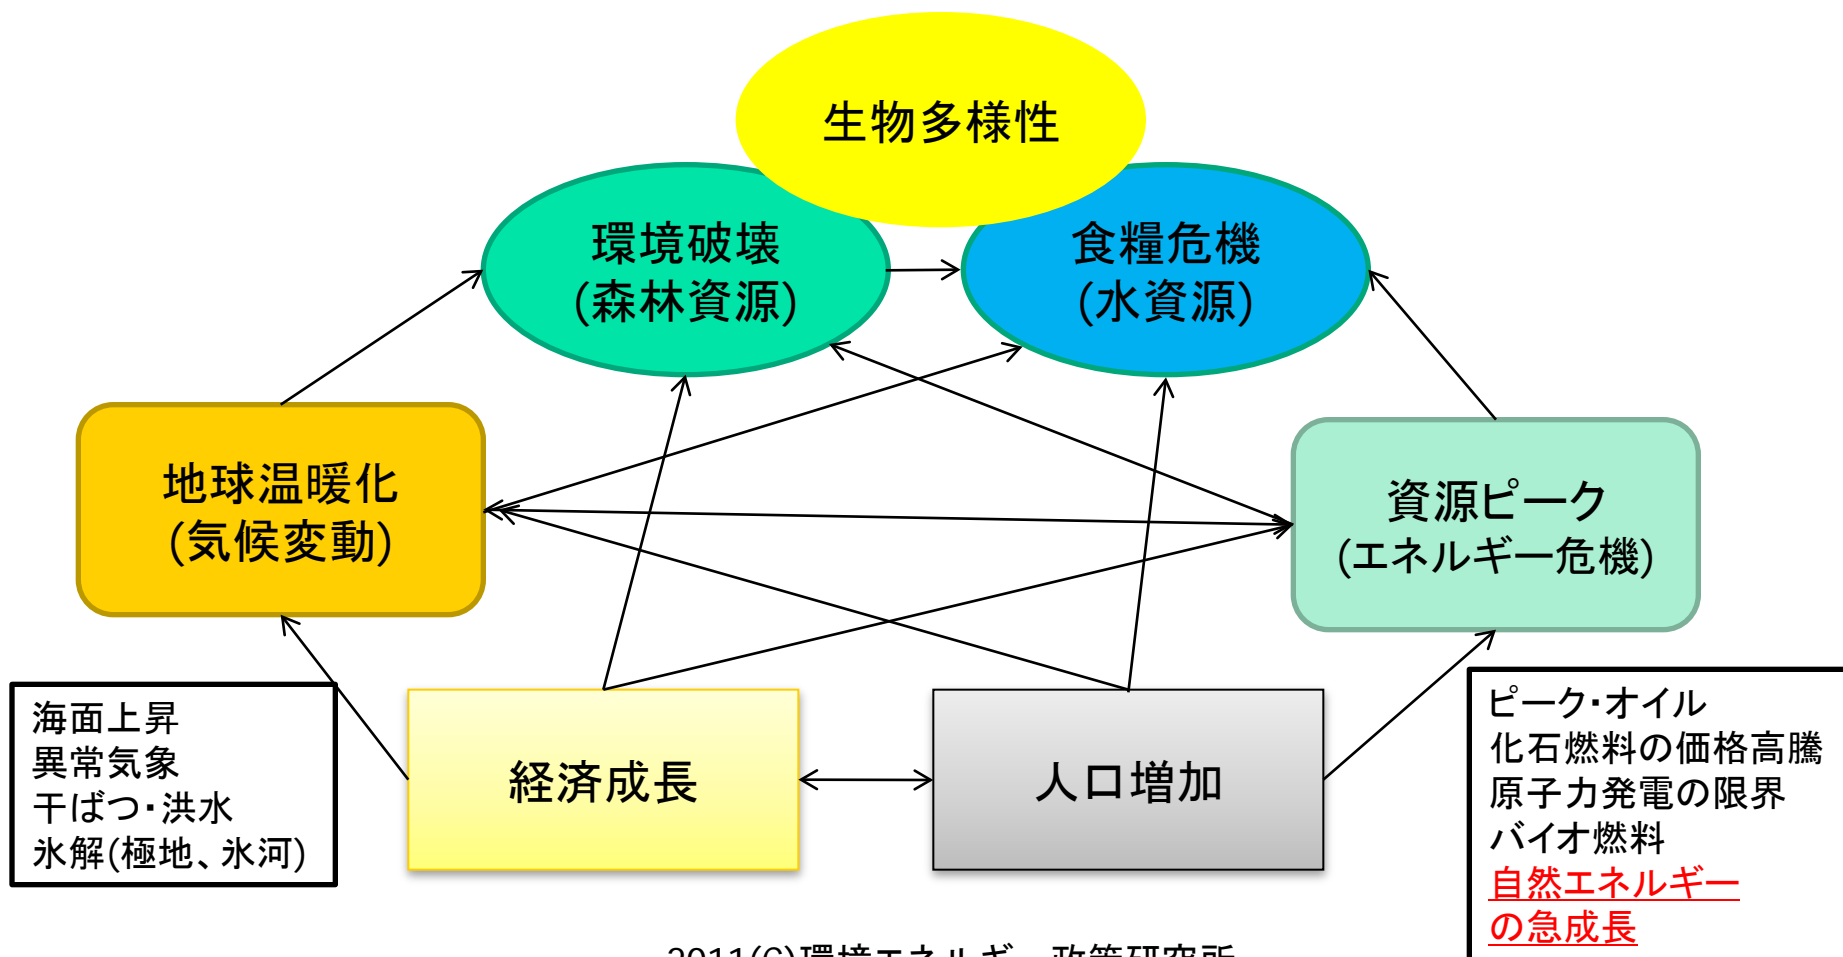 生物多様性
環境破壊
(森林資源)
食糧危機
(水資源)
地球温暖化
(気候変動)
資源ピーク
(エネルギー危機)
海面上昇
異常気象
干ばつ・洪水
氷解(極地、氷河)
経済成長
人口増加
ピーク・オイル
化石燃料の価格高騰
原子力発電の限界
バイオ燃料
自然エネルギー
の急成長
2011(C)環境エネルギー政策研究所